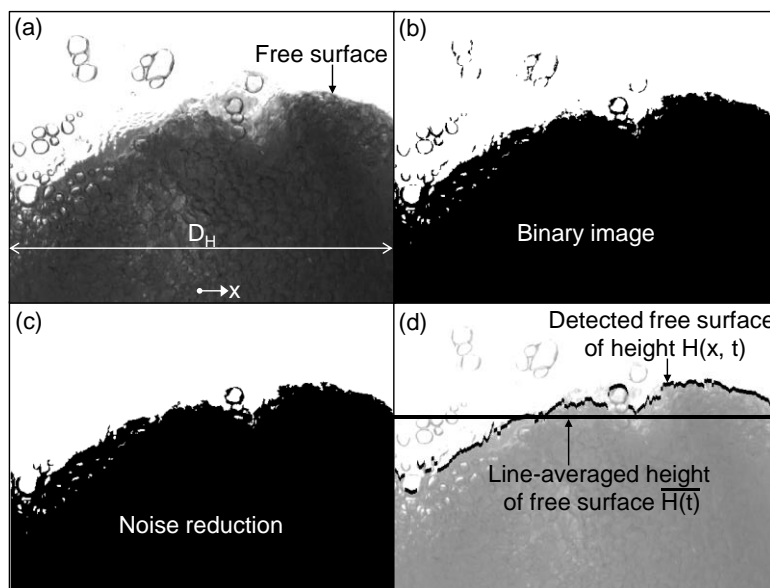 (a)
Free surface
D_H
x
(b)
Binary image
(c)
Noise reduction
(d)
Detected free surface
of height H(x, t)
Line-averaged height
of free surface H(t)